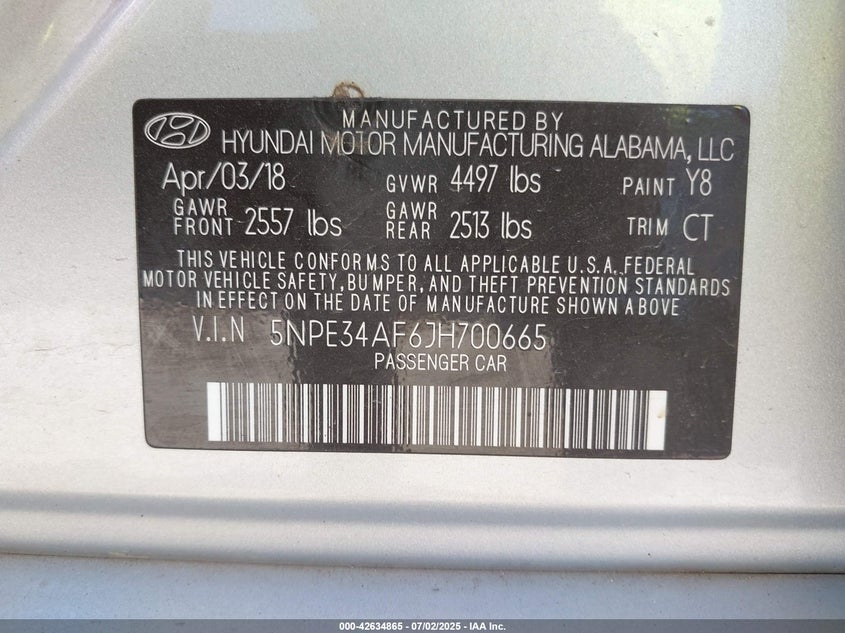 MANUFACTURED BY
HYUNDAI MOTOR MANUFACTURING ALABAMA, LLC
Apr/03/18 GVWR 4497 lbs PAINT Y8
GAWR FRONT 2557 lbs GAWR REAR 2513 lbs TRIM CT
THIS VEHICLE CONFORMS TO ALL APPLICABLE U.S.A. FEDERAL
MOTOR VEHICLE SAFETY, BUMPER, AND THEFT PREVENTION STANDARDS
IN EFFECT ON THE DATE OF MANUFACTURE SHOWN ABOVE
V.I.N 5NPE34AF6JH700665
PASSENGER CAR
000-42634865 - 07/02/2025 - IAA Inc.